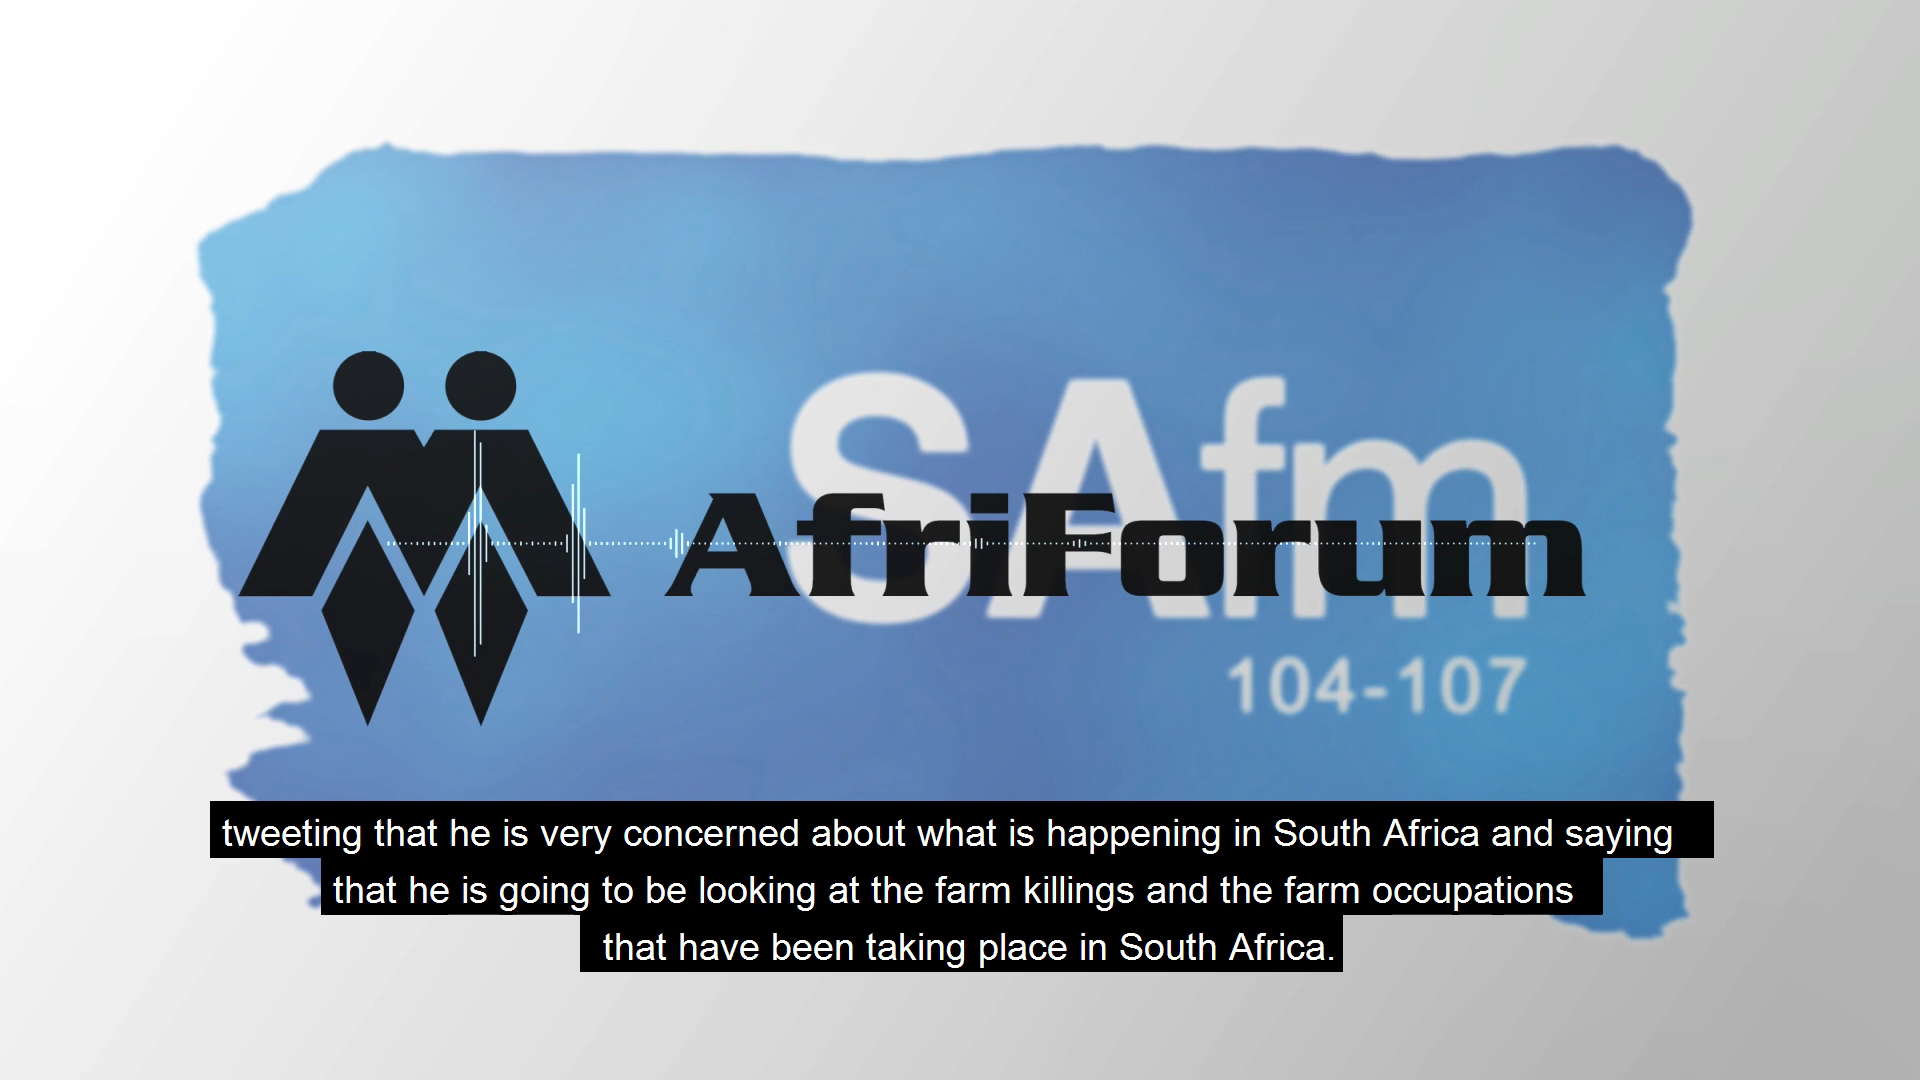 SAfm
AfriForum
104-107
tweeting that he is very concerned about what is happening in South Africa and saying
that he is going to be looking at the farm killings and the farm occupations
that have been taking place in South Africa.